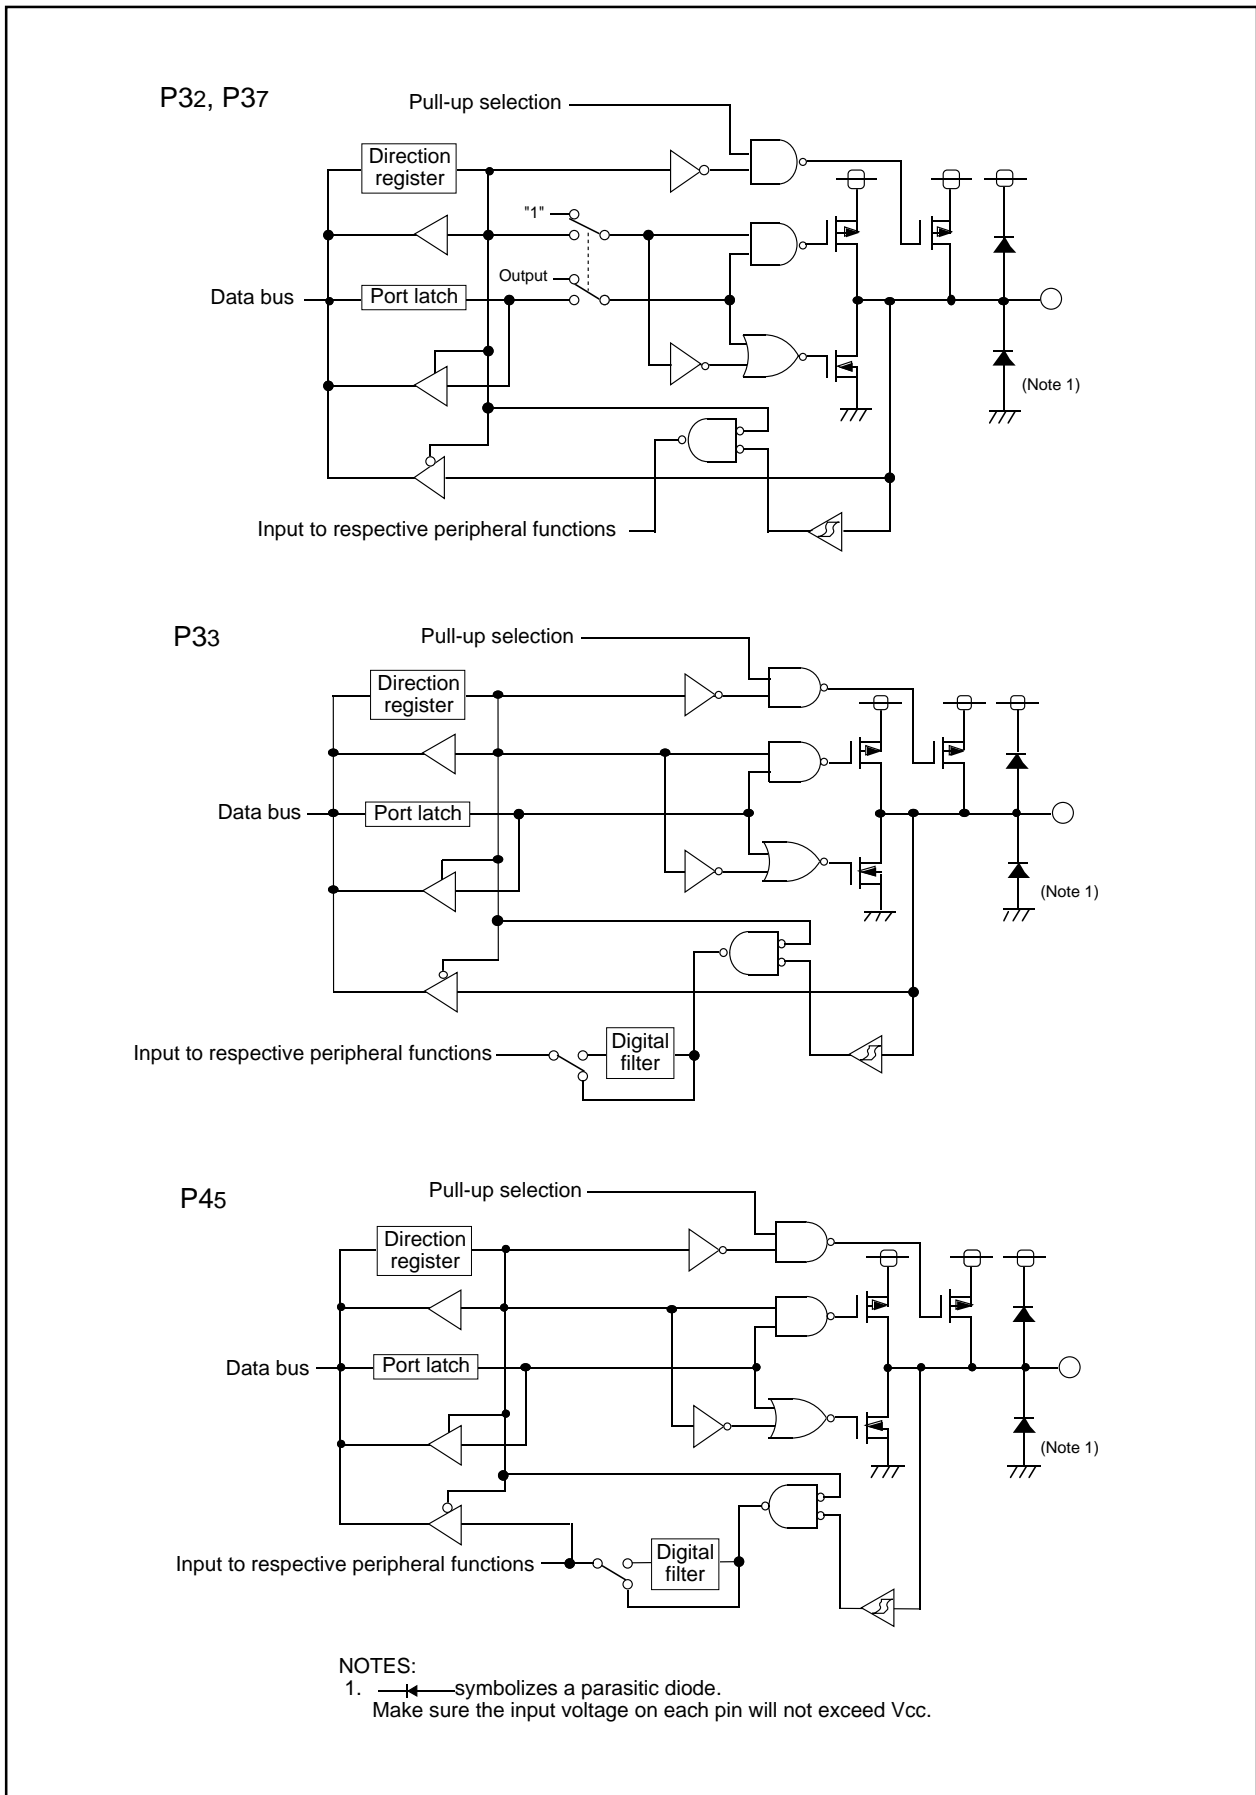 P32, P37
Pull-up selection
Direction
register
"1"
Output
Data bus
Port latch
(Note 1)
Input to respective peripheral functions
P33
Pull-up selection
Direction
register
Data bus
Port latch
(Note 1)
Input to respective peripheral functions
Digital
filter
P45
Pull-up selection
Direction
register
Data bus
Port latch
(Note 1)
Input to respective peripheral functions
Digital
filter
NOTES:
1. symbolizes a parasitic diode.
Make sure the input voltage on each pin will not exceed Vcc.